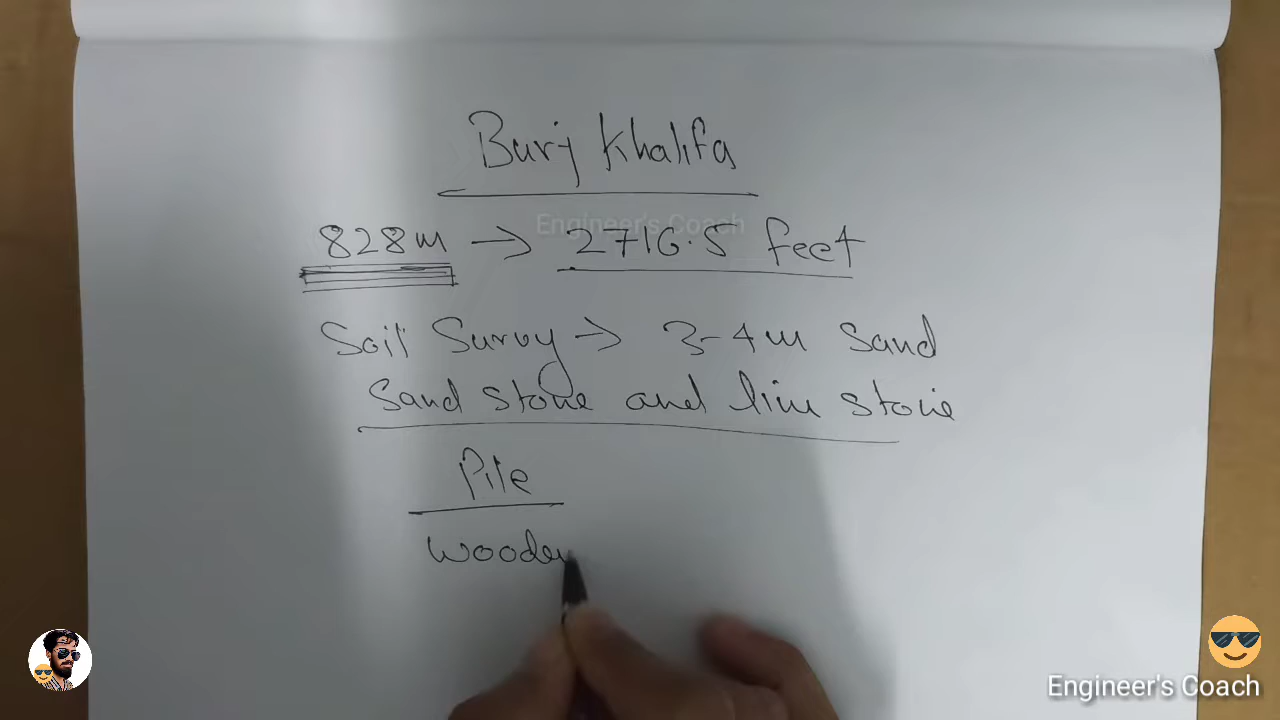 Burj Khalifa
Engineer's Coach
828m → 2716.5 feet
Soil Survy → 3-4m Sand
Sand stone and lime stone
Pile
wooden
Engineer's Coach